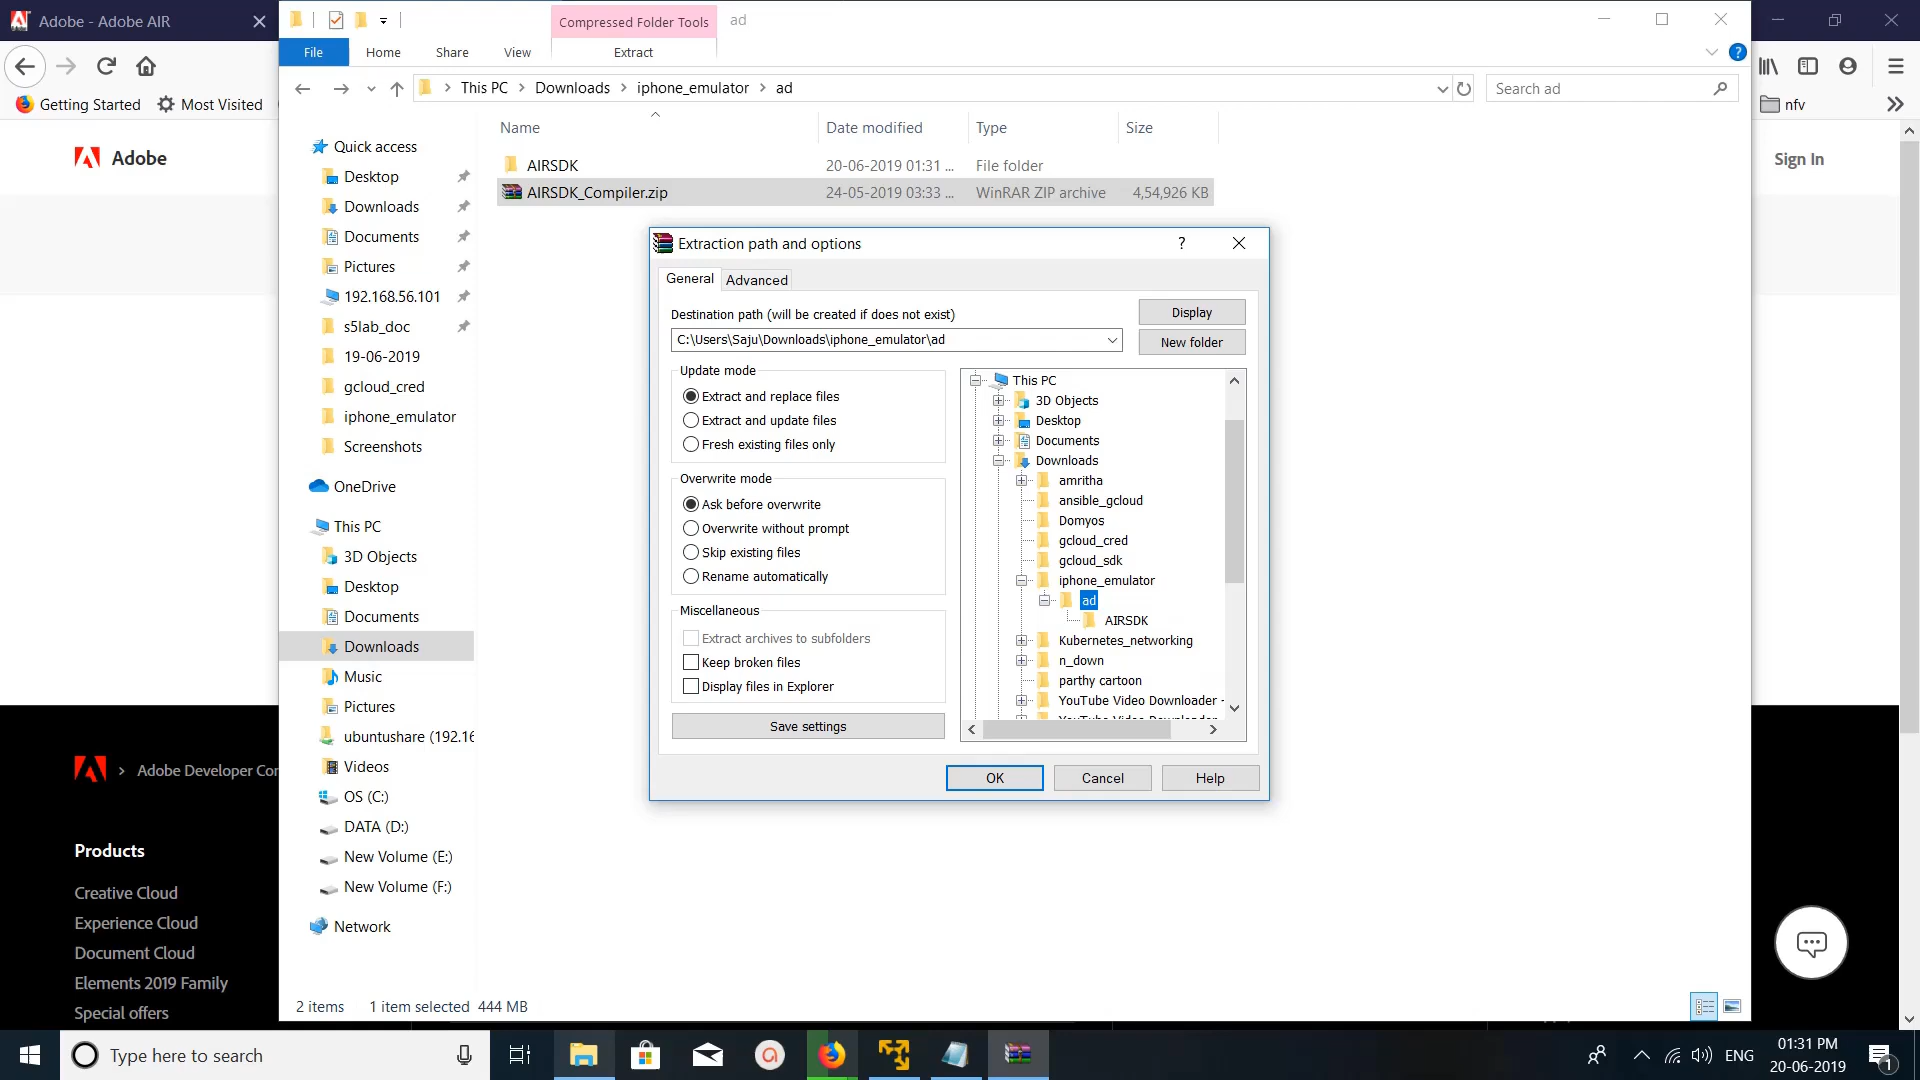 Adobe - Adobe AIR
Compressed Folder Tools
ad
File
Home
Share
View
Extract
This PC
Downloads
iphone_emulator
ad
Search ad
Getting Started
Most Visited
nfv
Adobe
Sign In
Name
Date modified
Type
Size
AIRSDK
20-06-2019 01:31 ...
File folder
AIRSDK_Compiler.zip
24-05-2019 03:33 ...
WinRAR ZIP archive
4,54,926 KB
Quick access
Desktop
Downloads
Documents
Pictures
192.168.56.101
s5lab_doc
19-06-2019
gcloud_cred
iphone_emulator
Screenshots
OneDrive
This PC
3D Objects
Desktop
Documents
Downloads
Music
Pictures
ubuntushare (192.16
Videos
OS (C:)
DATA (D:)
New Volume (E:)
New Volume (F:)
Network
Extraction path and options
?
General
Advanced
Destination path (will be created if does not exist)
C:\Users\Saju\Downloads\iphone_emulator\ad
Display
New folder
Update mode
Extract and replace files
Extract and update files
Fresh existing files only
Overwrite mode
Ask before overwrite
Overwrite without prompt
Skip existing files
Rename automatically
Miscellaneous
Extract archives to subfolders
Keep broken files
Display files in Explorer
Save settings
This PC
3D Objects
Desktop
Documents
Downloads
amritha
ansible_gcloud
Domyos
gcloud_cred
gcloud_sdk
iphone_emulator
ad
AIRSDK
Kubernetes_networking
n_down
parthy cartoon
YouTube Video Downloader -
YouTube Video Downloader
OK
Cancel
Help
Adobe Developer Cor
Products
Creative Cloud
Experience Cloud
Document Cloud
Elements 2019 Family
Special offers
2 items
1 item selected 444 MB
Type here to search
ENG
01:31 PM
20-06-2019
1